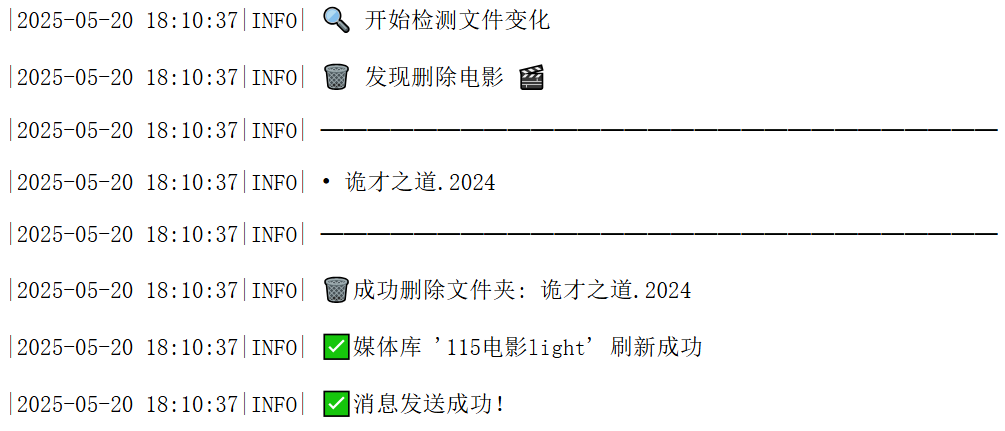 |2025-05-20 18:10:37|INFO| 🔍 开始检测文件变化
|2025-05-20 18:10:37|INFO| 🗑️ 发现删除电影 🎬
|2025-05-20 18:10:37|INFO| ━━━━━━━━━━━━━━━━━━━━━━━━━━━━━
|2025-05-20 18:10:37|INFO| • 诡才之道.2024
|2025-05-20 18:10:37|INFO| ━━━━━━━━━━━━━━━━━━━━━━━━━━━━━
|2025-05-20 18:10:37|INFO| 🗑️成功删除文件夹: 诡才之道.2024
|2025-05-20 18:10:37|INFO| ✅媒体库 '115电影light' 刷新成功
|2025-05-20 18:10:37|INFO| ✅消息发送成功!